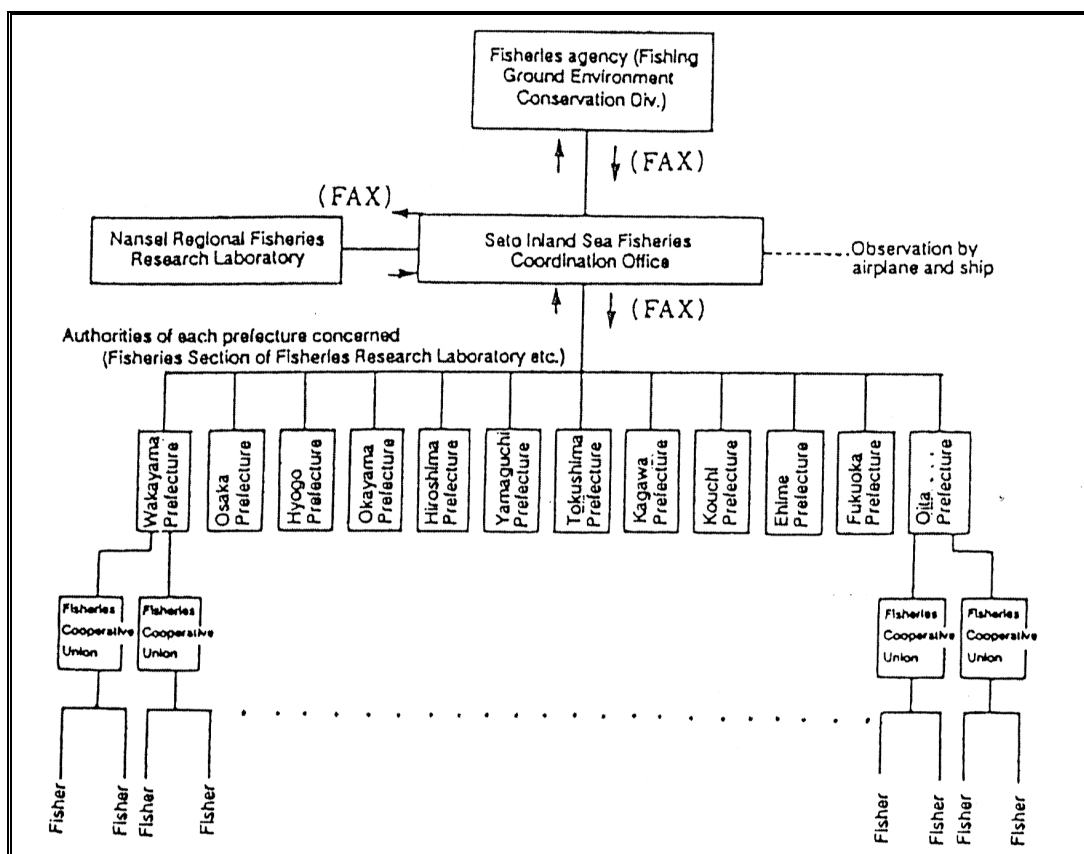 Fisheries agency (Fishing
Ground Environment
Conservation Div.)
(FAX)
(FAX)
Nansei Regional Fisheries
Research Laboratory
Seto Inland Sea Fisheries
Coordination Office
Observation by
airplane and ship
(FAX)
Authorities of each prefecture concerned
(Fisheries Section of Fisheries Research Laboratory etc.)
Wakayama
Prefecture
Osaka
Prefecture
Hyogo
Prefecture
Okayama
Prefecture
Hiroshima
Prefecture
Yamaguchi
Prefecture
Tokushima
Prefecture
Kagawa
Prefecture
Kouchi
Prefecture
Ehime
Prefecture
Fukuoka
Prefecture
Oita
Prefecture
Fisheries
Cooperative
Union
Fisheries
Cooperative
Union
Fisheries
Cooperative
Union
Fisheries
Cooperative
Union
Fisher
Fisher
Fisher
Fisher
Fisher
Fisher
Fisher
Fisher